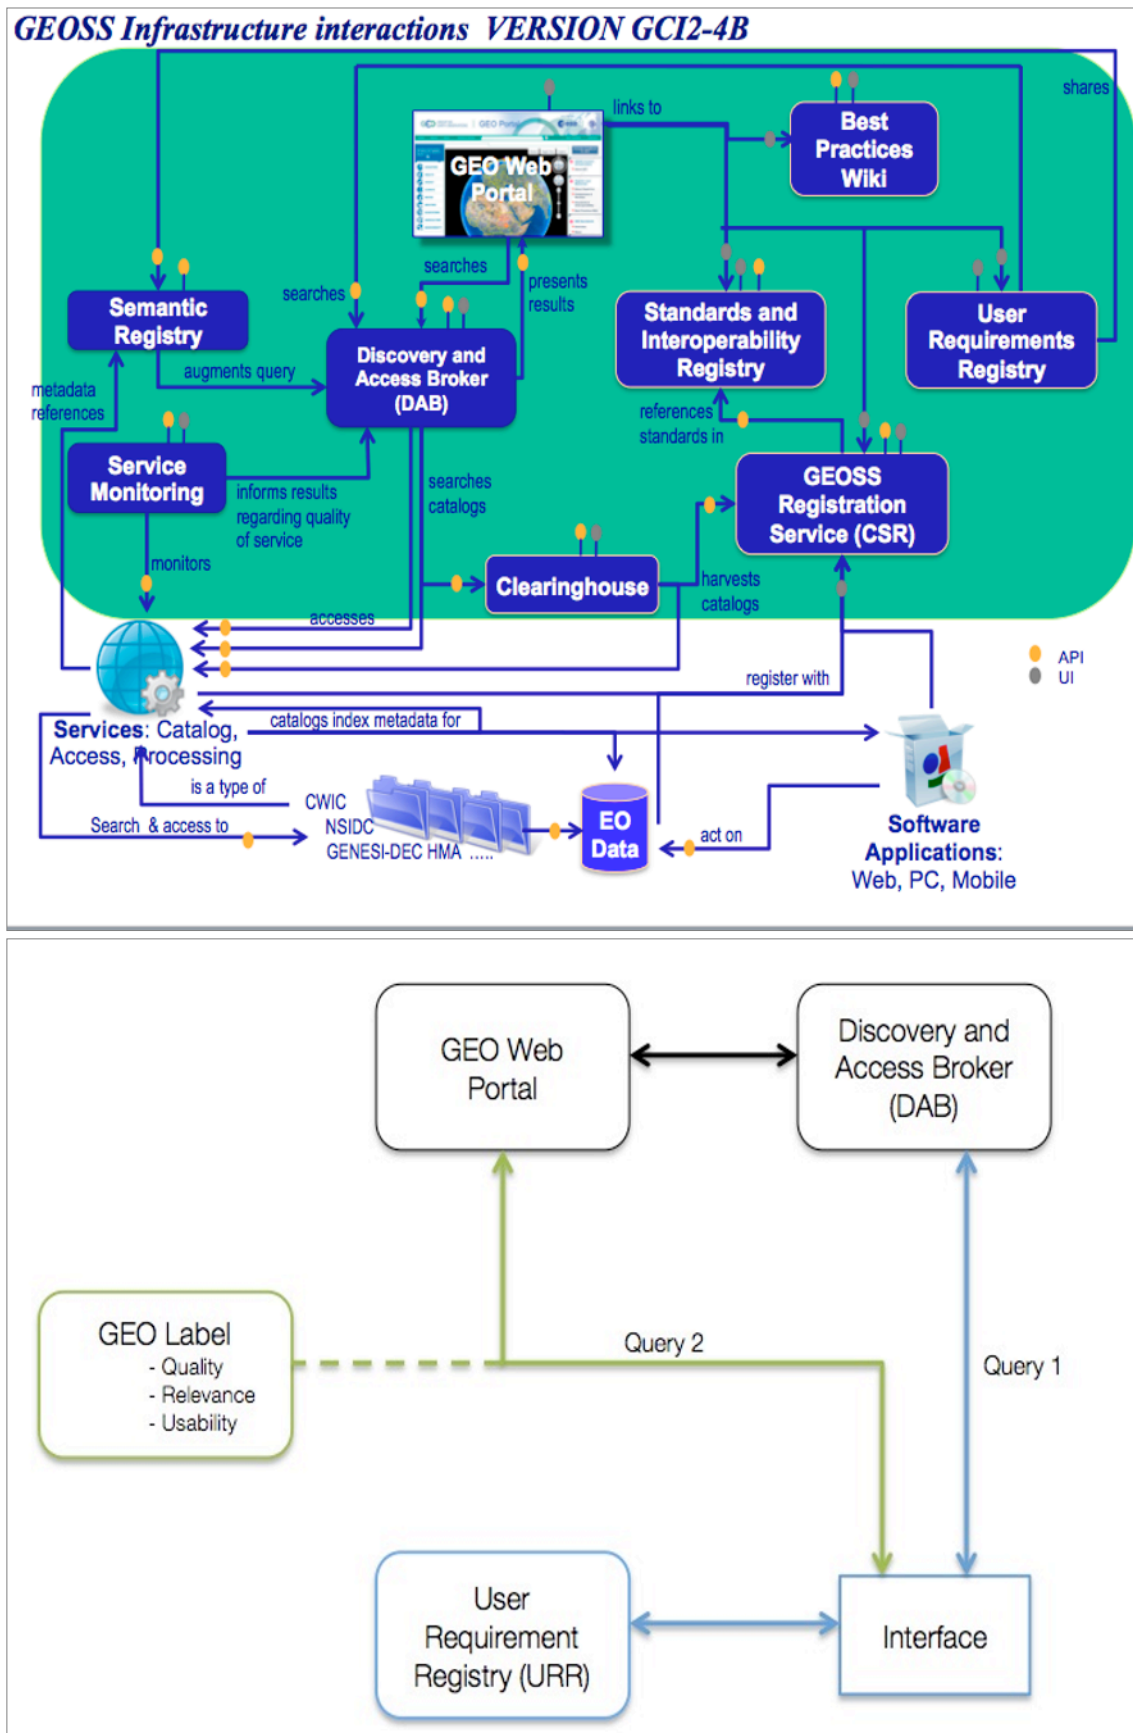 GEOSS Infrastructure interactions  VERSION GCI2-4B
shares
links to
Best
Practices
Wiki
GEO Web
Portal
searches
presents
results
searches
Semantic
Registry
Standards and
Interoperability
Registry
User
Requirements
Registry
Discovery and
Access Broker
(DAB)
augments query
metadata
references
references
standards in
Service
Monitoring
informs results
regarding quality
of service
searches
catalogs
GEOSS
Registration
Service (CSR)
monitors
Clearinghouse
harvests
catalogs
accesses
API
UI
register with
Services: Catalog,
Access, Processing
catalogs index metadata for
is a type of
CWIC
NSIDC
GENESI-DEC HMA .....
Search & access to
EO
Data
act on
Software
Applications:
Web, PC, Mobile
GEO Web
Portal
Discovery and
Access Broker
(DAB)
GEO Label
- Quality
- Relevance
- Usability
Query 2
Query 1
User
Requirement
Registry (URR)
Interface